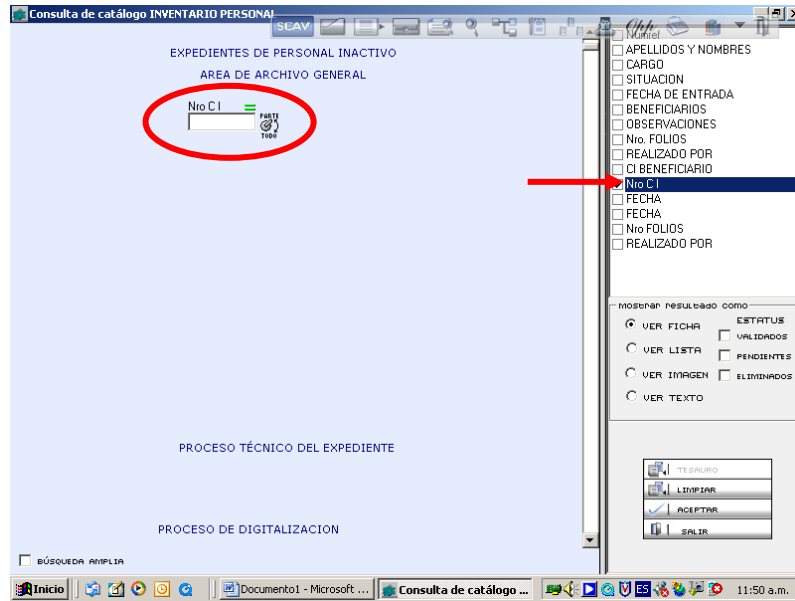 Consulta de catálogo INVENTARIO PERSONAL
SCAV
App
EXPEDIENTES DE PERSONAL INACTIVO
AREA DE ARCHIVO GENERAL
Nro C I
PARTE
TODO
PROCESO TÉCNICO DEL EXPEDIENTE
PROCESO DE DIGITALIZACION
BÚSQUEDA AMPLIA
Numref
APELLIDOS Y NOMBRES
CARGO
SITUACION
FECHA DE ENTRADA
BENEFICIARIOS
OBSERVACIONES
Nro. FOLIOS
REALIZADO POR
CI BENEFICIARIO
Nro C I
FECHA
FECHA
Nro FOLIOS
REALIZADO POR
Mostrar resultado como
VER FICHA
VER LISTA
VER IMAGEN
VER TEXTO
ESTATUS
VALIDADOS
PENDIENTES
ELIMINADOS
TESAURO
LIMPIAR
ACEPTAR
SALIR
Inicio
Documento1 - Microsoft ...
Consulta de catálogo ...
ES
11:50 a.m.